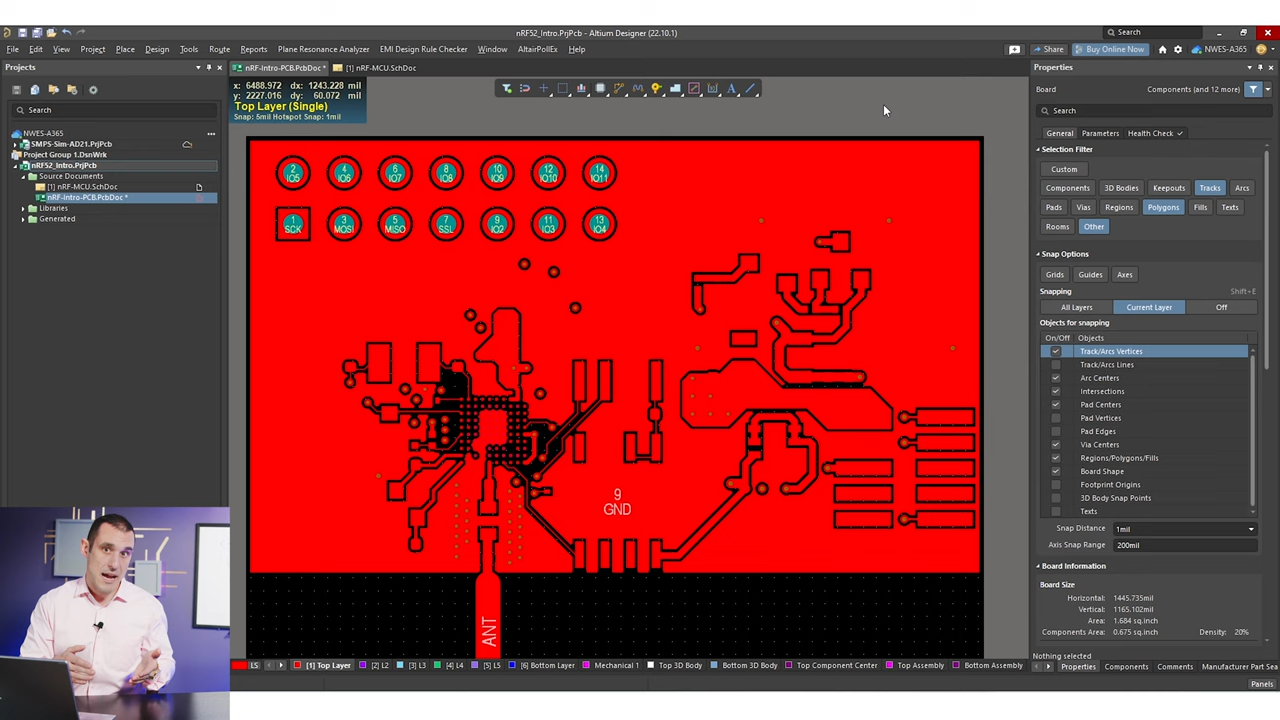 nRF52_Intro.PrjPcb - Altium Designer (22.10.1)
Search
File Edit View Project Place Design Tools Route Reports Plane Resonance Analyzer EMI Design Rule Checker Window AltairPollEx Help
Share Buy Online Now NWES-A365
Projects
nRF-Intro-PCB.PcbDoc * [1] nRF-MCU.SchDoc
Properties
x: 6488.972 dx: 1243.228 mil
y: 2227.016 dy: 60.072 mil
Top Layer (Single)
Snap: 5mil Hotspot Snap: 1mil
Board Components (and 12 more)
Search
Search
NWES-A365
SMPS-Sim-AD21.PrjPcb
Project Group 1.DsnWrk
nRF52_Intro.PrjPcb
Source Documents
[1] nRF-MCU.SchDoc
nRF-Intro-PCB.PcbDoc *
Libraries
Generated
2 4 6 8 10 12 14
IO5 IO6 IO7 IO8 IO9 IO10 IO11
1 3 5 7 9 11 13
SCK MOSI MISO SSL IO2 IO3 IO4
9
GND
ANT
General Parameters Health Check
Selection Filter
Custom
Components 3D Bodies Keepouts Tracks Arcs
Pads Vias Regions Polygons Fills Texts
Rooms Other
Snap Options
Grids Guides Axes
Snapping Shift+E
All Layers Current Layer Off
Objects for snapping
On/Off Objects
Track/Arcs Vertices
Track/Arcs Lines
Arc Centers
Intersections
Pad Centers
Pad Vertices
Pad Edges
Via Centers
Regions/Polygons/Fills
Board Shape
Footprint Origins
3D Body Snap Points
Texts
Snap Distance 1mil
Axis Snap Range 200mil
Board Information
Board Size
Horizontal: 1445.735mil
Vertical: 1165.102mil
Area: 1.684 sq.inch
Components Area: 0.675 sq.inch Density: 20%
Nothing selected
LS [1] Top Layer [2] L2 [3] L3 [4] L4 [5] L5 [6] Bottom Layer Mechanical 1 Top 3D Body Bottom 3D Body Top Component Center Top Assembly Bottom Assembly
Properties Components Comments Manufacturer Part Sea
Panels